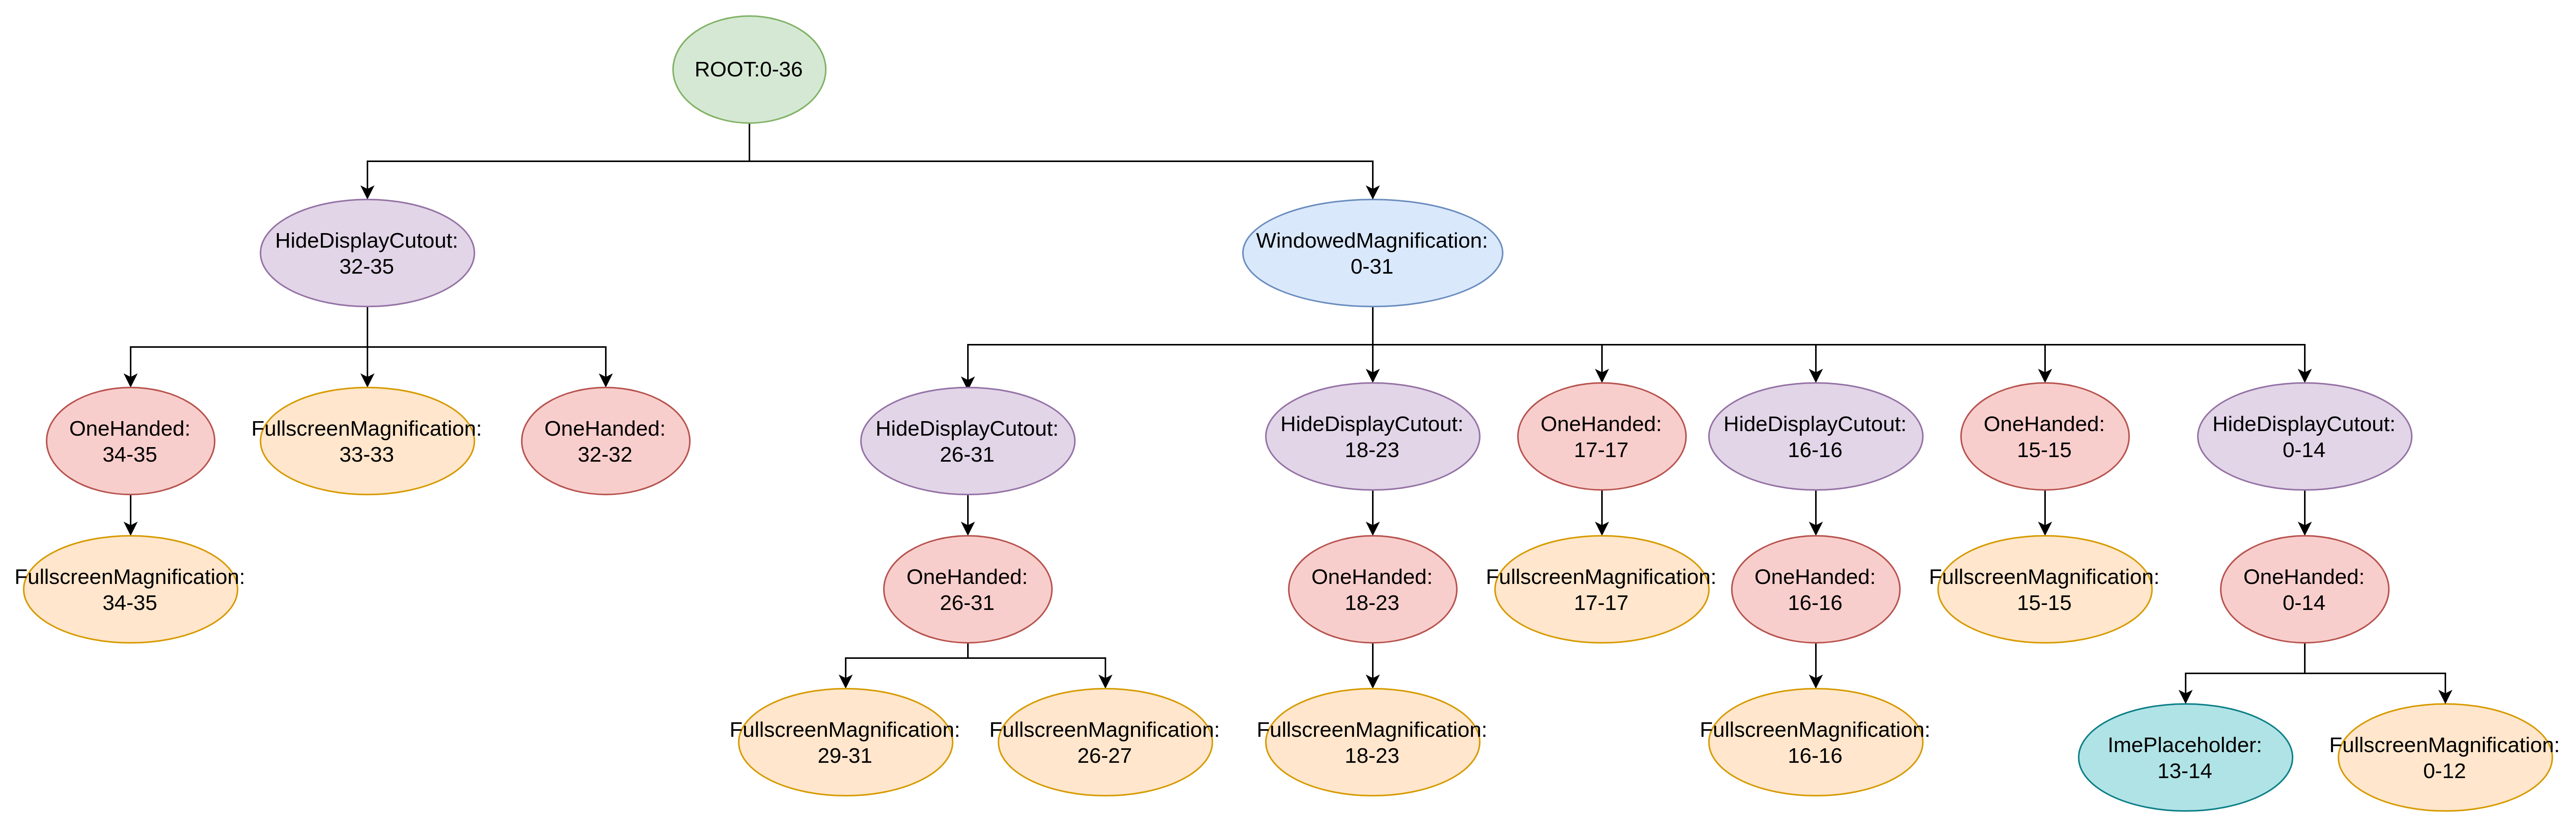 ROOT:0-36
HideDisplayCutout:
32-35
WindowedMagnification:
0-31
OneHanded:
34-35
FullscreenMagnification:
33-33
OneHanded:
32-32
HideDisplayCutout:
26-31
HideDisplayCutout:
18-23
OneHanded:
17-17
HideDisplayCutout:
16-16
OneHanded:
15-15
HideDisplayCutout:
0-14
FullscreenMagnification:
34-35
OneHanded:
26-31
OneHanded:
18-23
FullscreenMagnification:
17-17
OneHanded:
16-16
FullscreenMagnification:
15-15
OneHanded:
0-14
FullscreenMagnification:
29-31
FullscreenMagnification:
26-27
FullscreenMagnification:
18-23
FullscreenMagnification:
16-16
ImePlaceholder:
13-14
FullscreenMagnification:
0-12